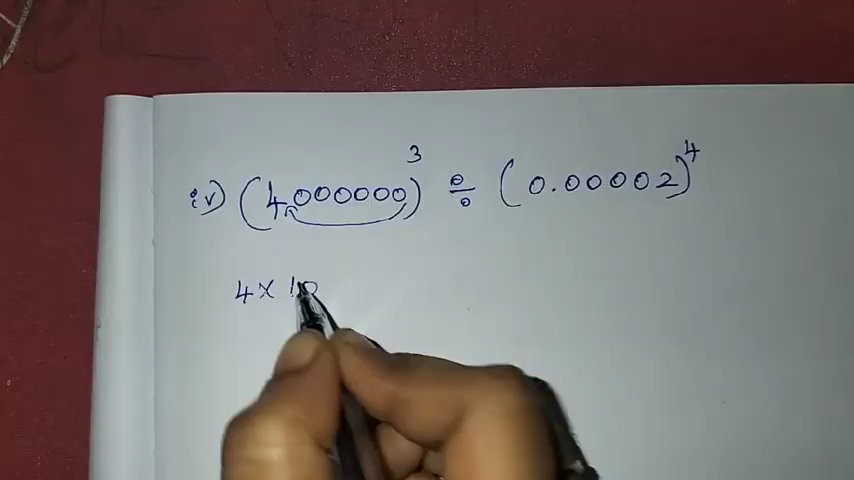 iv) (4000000)³ ÷ (0.00002)⁴
4 × 10